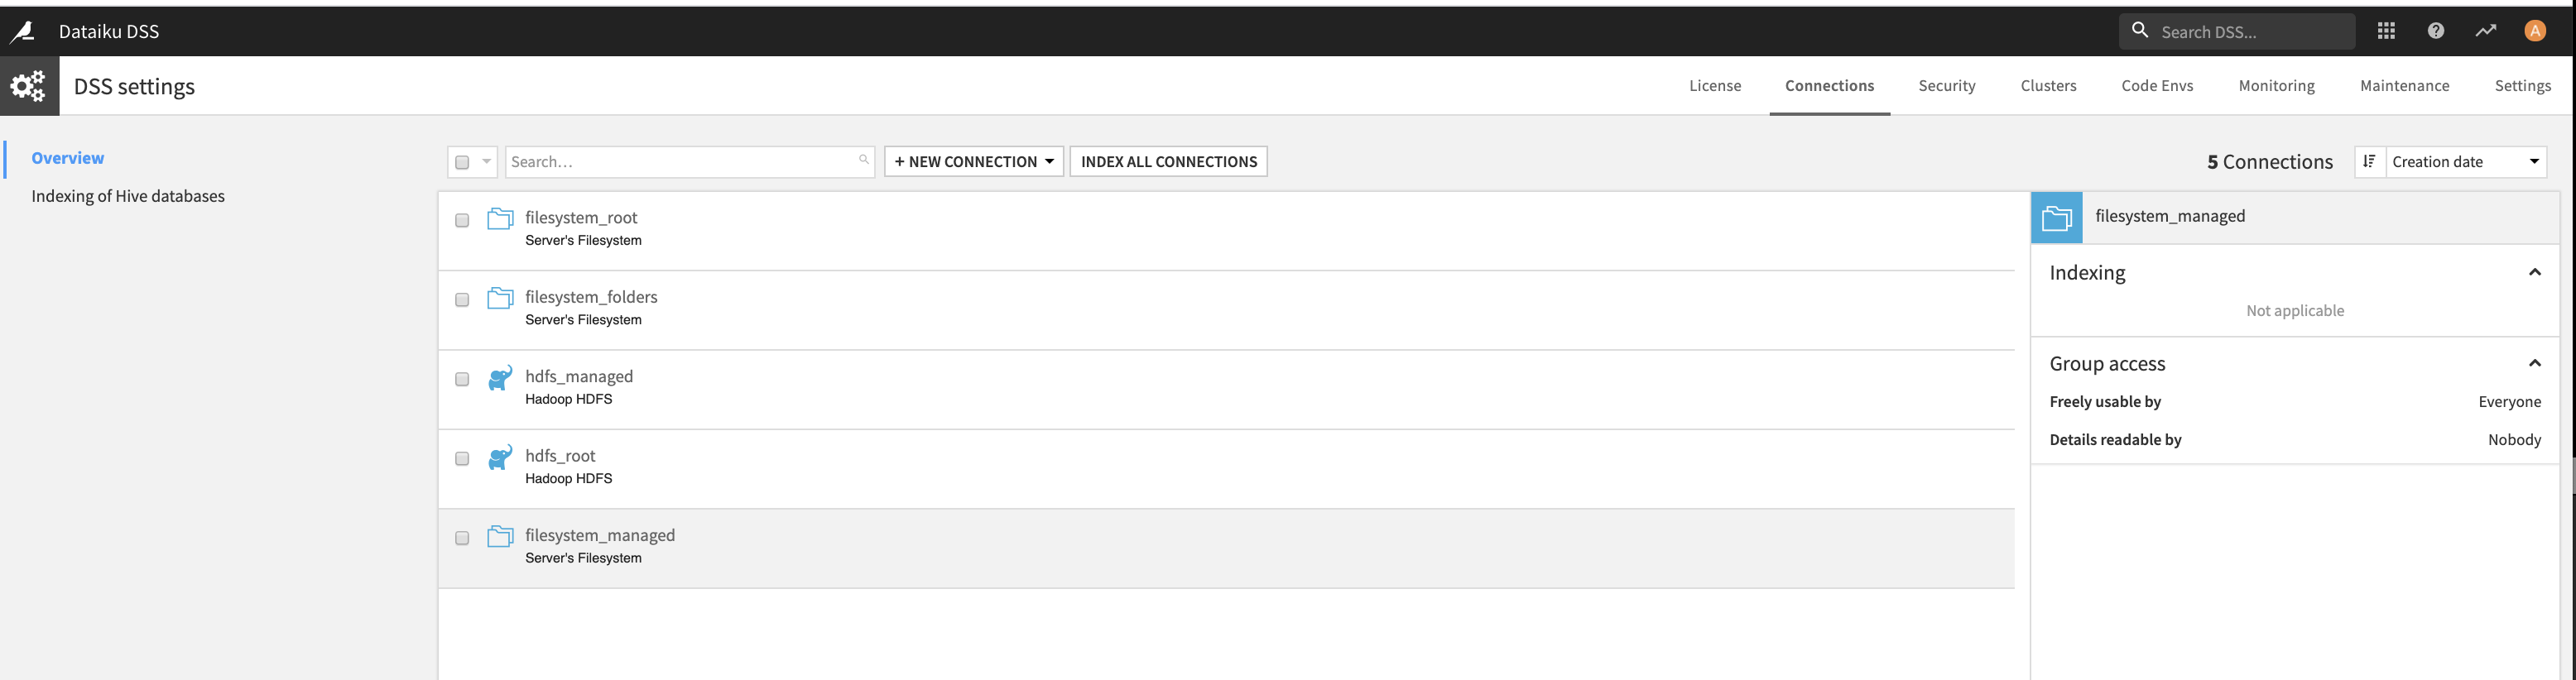 Dataiku DSS
Search DSS...
A
DSS settings
License
Connections
Security
Clusters
Code Envs
Monitoring
Maintenance
Settings
Overview
Indexing of Hive databases
Search…
+ NEW CONNECTION
INDEX ALL CONNECTIONS
5 Connections
Creation date
filesystem_root
Server's Filesystem
filesystem_folders
Server's Filesystem
hdfs_managed
Hadoop HDFS
hdfs_root
Hadoop HDFS
filesystem_managed
Server's Filesystem
filesystem_managed
Indexing
Not applicable
Group access
Freely usable by Everyone
Details readable by Nobody